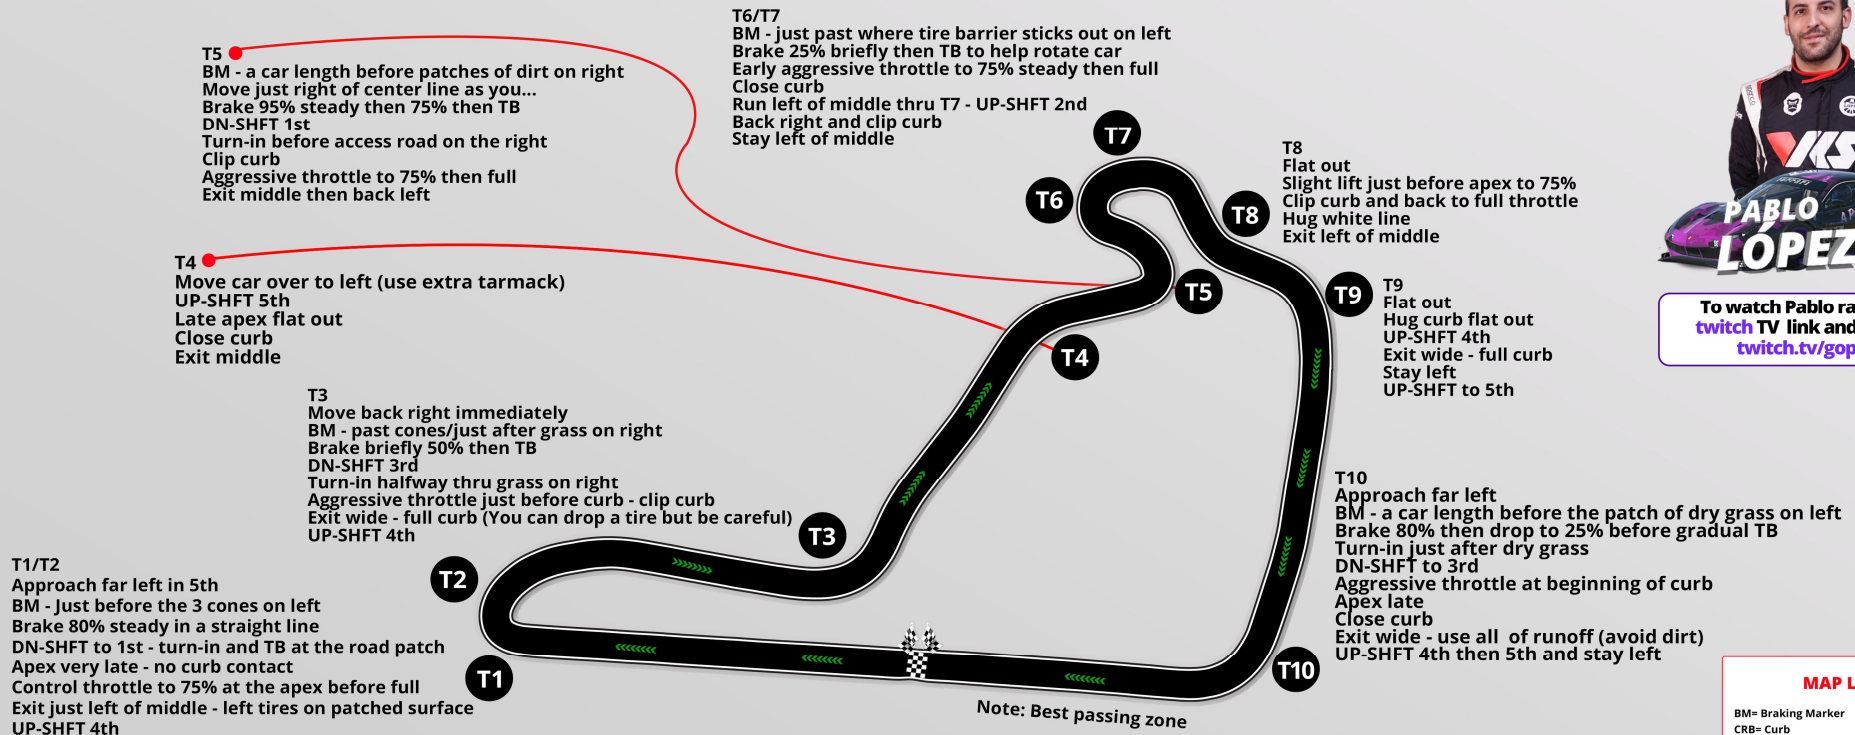 T6/T7
BM - just past where tire barrier sticks out on left
Brake 25% briefly then TB to help rotate car
Early aggressive throttle to 75% steady then full
Close curb
Run left of middle thru T7 - UP-SHFT 2nd
Back right and clip curb
Stay left of middle
T5
BM - a car length before patches of dirt on right
Move just right of center line as you...
Brake 95% steady then 75% then TB
DN-SHFT 1st
Turn-in before access road on the right
Clip curb
Aggressive throttle to 75% then full
Exit middle then back left
T7
T8
Flat out
Slight lift just before apex to 75%
Clip curb and back to full throttle
Hug white line
Exit left of middle
T6
T8
PABLO
LÓPEZ
T4
Move car over to left (use extra tarmack)
UP-SHFT 5th
Late apex flat out
Close curb
Exit middle
T5
T9
T9
Flat out
Hug curb flat out
UP-SHFT 4th
Exit wide - full curb
Stay left
UP-SHFT to 5th
To watch Pablo ra
twitch TV link and
twitch.tv/gop
T4
T3
Move back right immediately
BM - past cones/just after grass on right
Brake briefly 50% then TB
DN-SHFT 3rd
Turn-in halfway thru grass on right
Aggressive throttle just before curb - clip curb
Exit wide - full curb (You can drop a tire but be careful)
UP-SHFT 4th
T3
T10
Approach far left
BM - a car length before the patch of dry grass on left
Brake 80% then drop to 25% before gradual TB
Turn-in just after dry grass
DN-SHFT to 3rd
Aggressive throttle at beginning of curb
Apex late
Close curb
Exit wide - use all of runoff (avoid dirt)
UP-SHFT 4th then 5th and stay left
T1/T2
Approach far left in 5th
BM - Just before the 3 cones on left
Brake 80% steady in a straight line
DN-SHFT to 1st - turn-in and TB at the road patch
Apex very late - no curb contact
Control throttle to 75% at the apex before full
Exit just left of middle - left tires on patched surface
UP-SHFT 4th
T2
T1
T10
Note: Best passing zone
MAP L
BM= Braking Marker
CRB= Curb